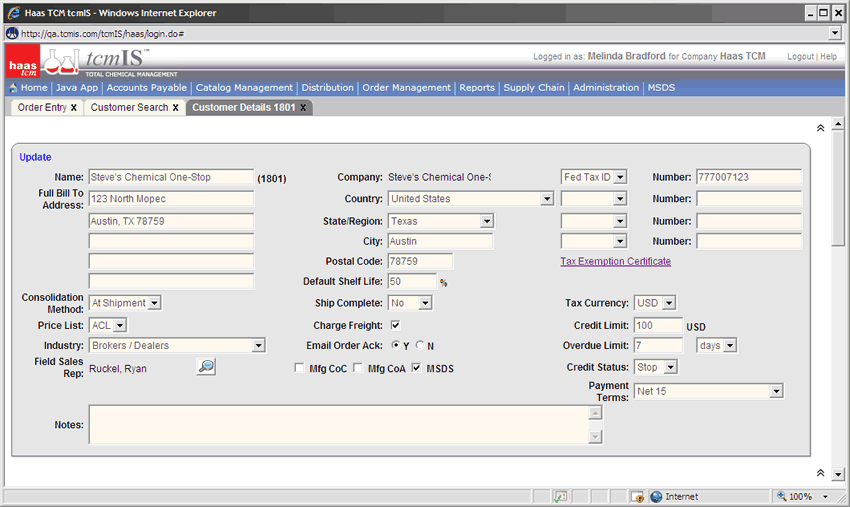 Haas TCM tcmIS - Windows Internet Explorer
http://qa.tcmis.com/tcmIS/haas/login.do#
haas tcm tcmIS™ TOTAL CHEMICAL MANAGEMENT
Logged in as: Melinda Bradford for Company Haas TCM Logout | Help
Home | Java App | Accounts Payable | Catalog Management | Distribution | Order Management | Reports | Supply Chain | Administration | MSDS
Order Entry x Customer Search x Customer Details 1801 x
Update
Name: Steve's Chemical One-Stop (1801) Company: Steve's Chemical One-S Fed Tax ID Number: 777007123
Full Bill To Address: 123 North Mopec Country: United States Number:
Austin, TX 78759 State/Region: Texas Number:
City: Austin Number:
Postal Code: 78759 Tax Exemption Certificate
Default Shelf Life: 50 %
Consolidation Method: At Shipment Ship Complete: No Tax Currency: USD
Price List: ACL Charge Freight: Credit Limit: 100 USD
Industry: Brokers / Dealers Email Order Ack: Y N Overdue Limit: 7 days
Field Sales Rep: Ruckel, Ryan Mfg CoC Mfg CoA MSDS Credit Status: Stop
Payment Terms: Net 15
Notes:
Internet 100%